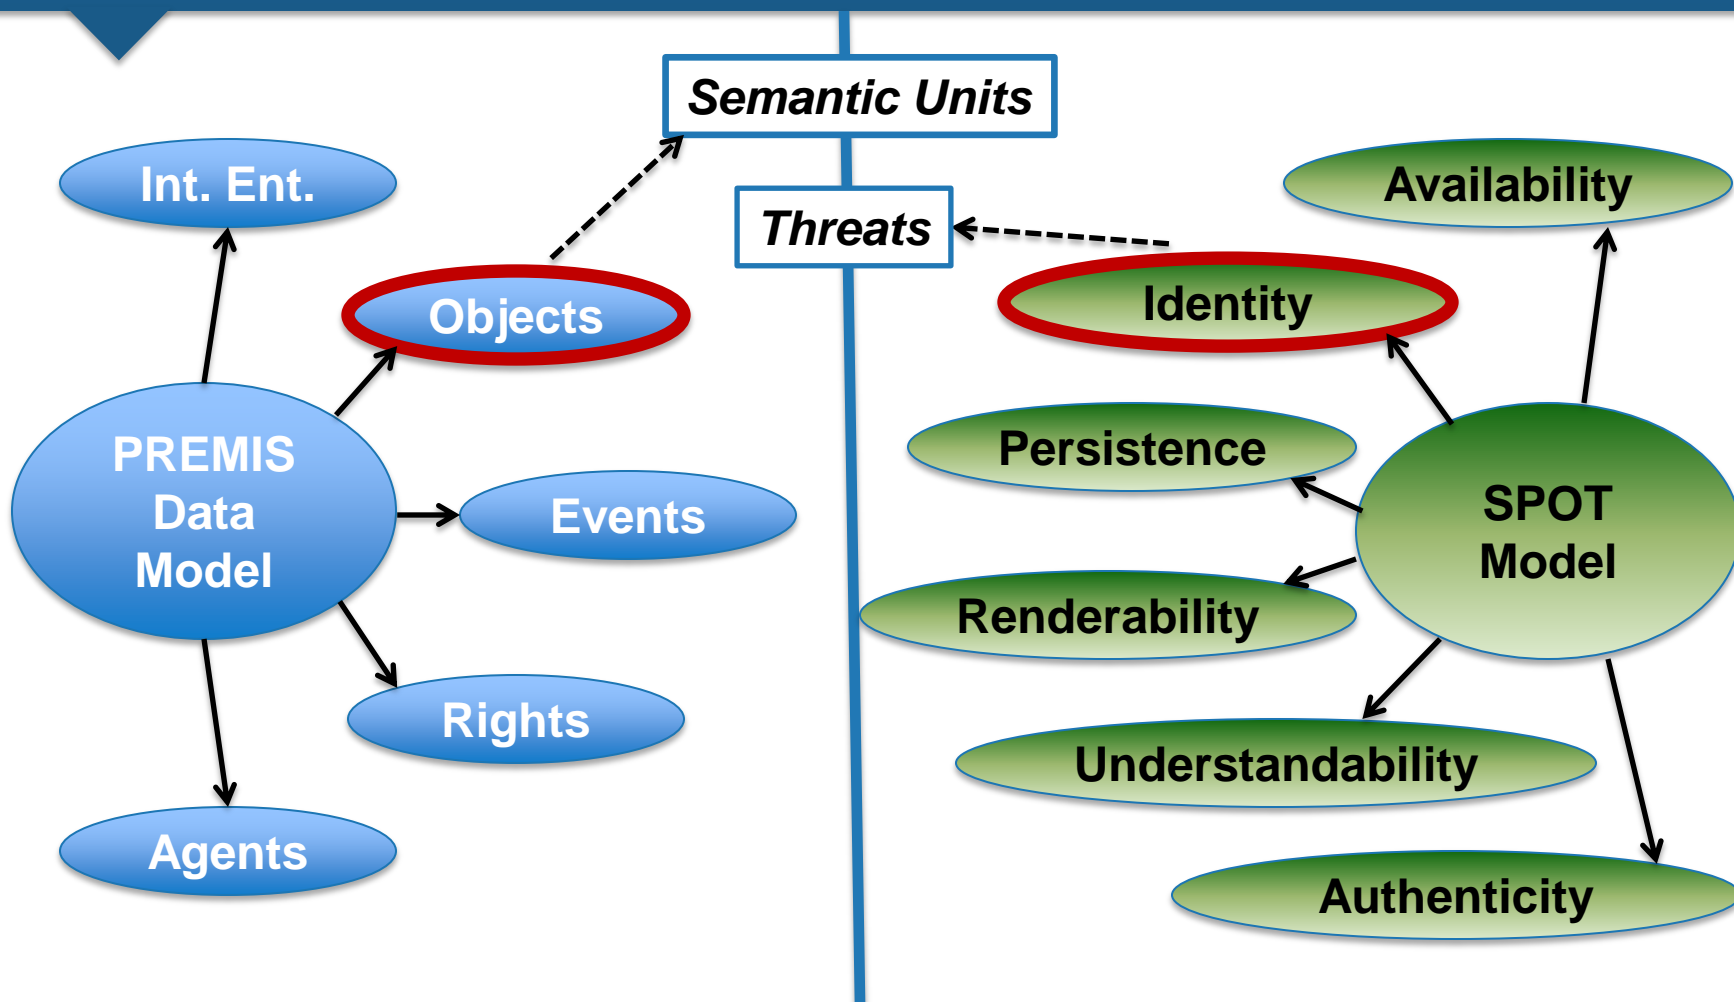 Semantic Units
Threats
Int. Ent.
Objects
PREMIS
Data
Model
Events
Rights
Agents
Availability
Identity
Persistence
SPOT
Model
Renderability
Understandability
Authenticity